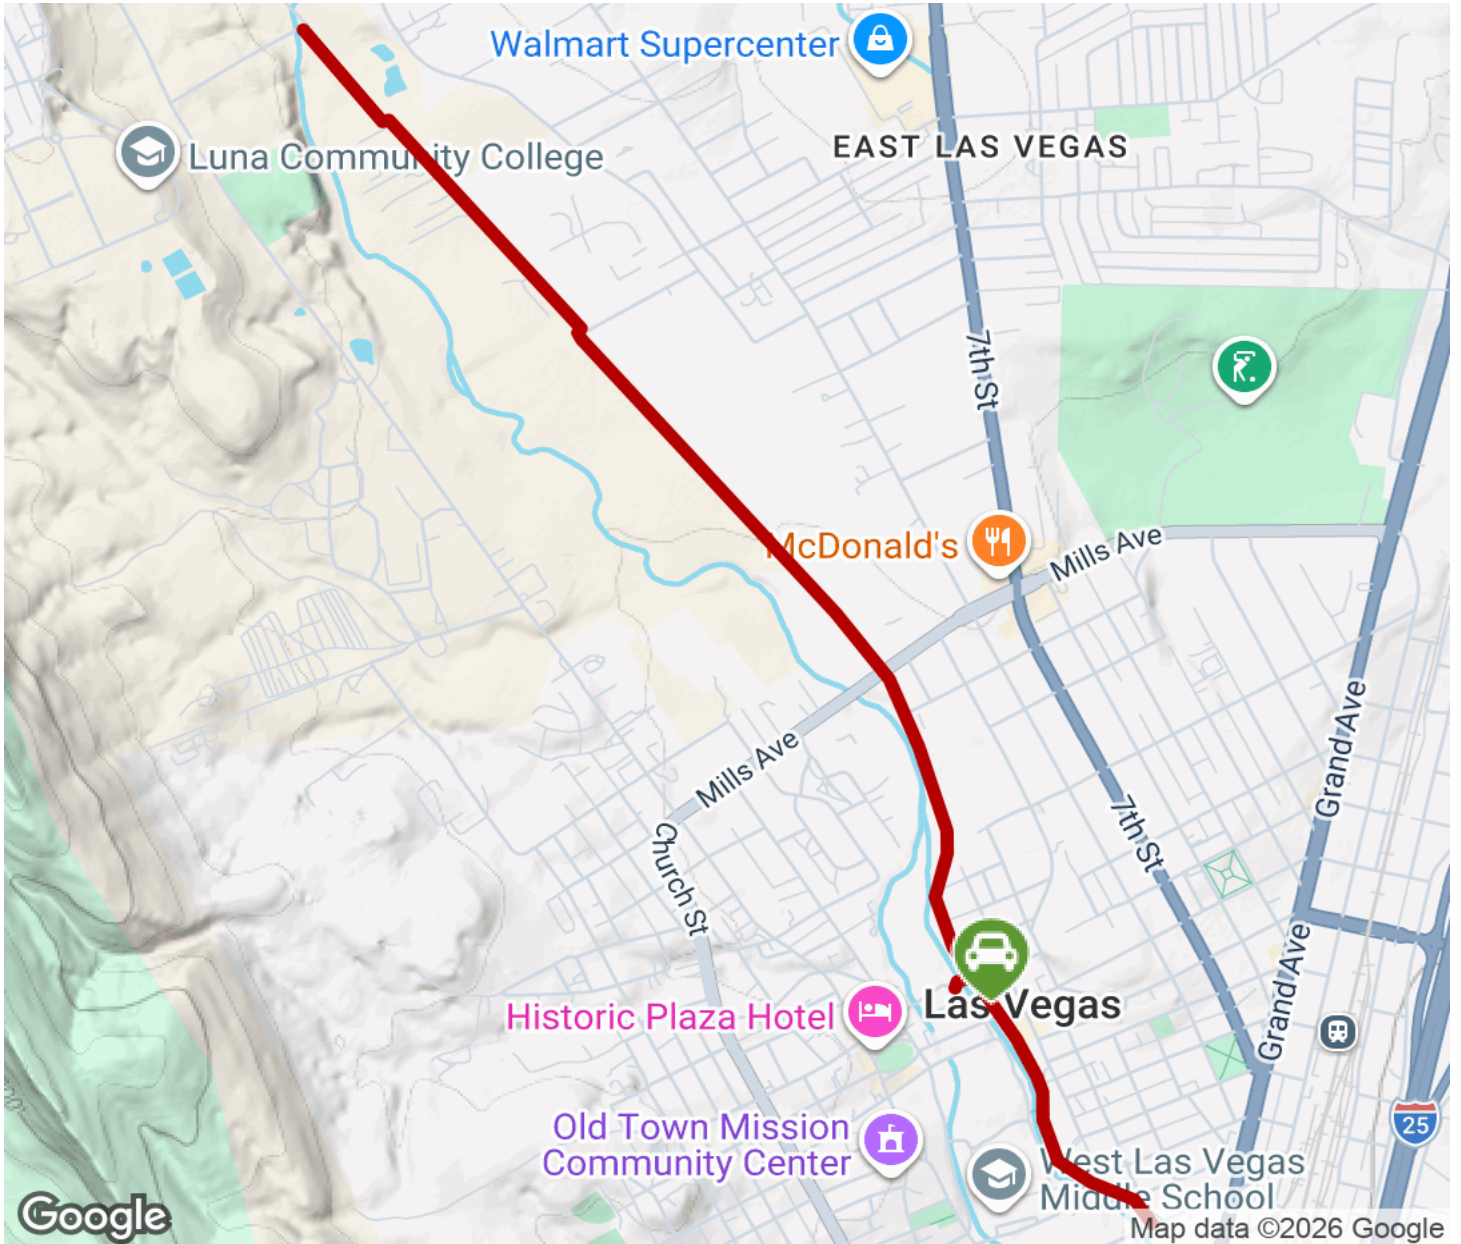 Walmart Supercenter
EAST LAS VEGAS
Luna Community College
7th St
McDonald's
Mills Ave
Mills Ave
Grand Ave
7th St
Church St
Grand Ave
Las Vegas
Historic Plaza Hotel
Old Town Mission
Community Center
25
West Las Vegas
Middle School
Google
Map data ©2026 Google